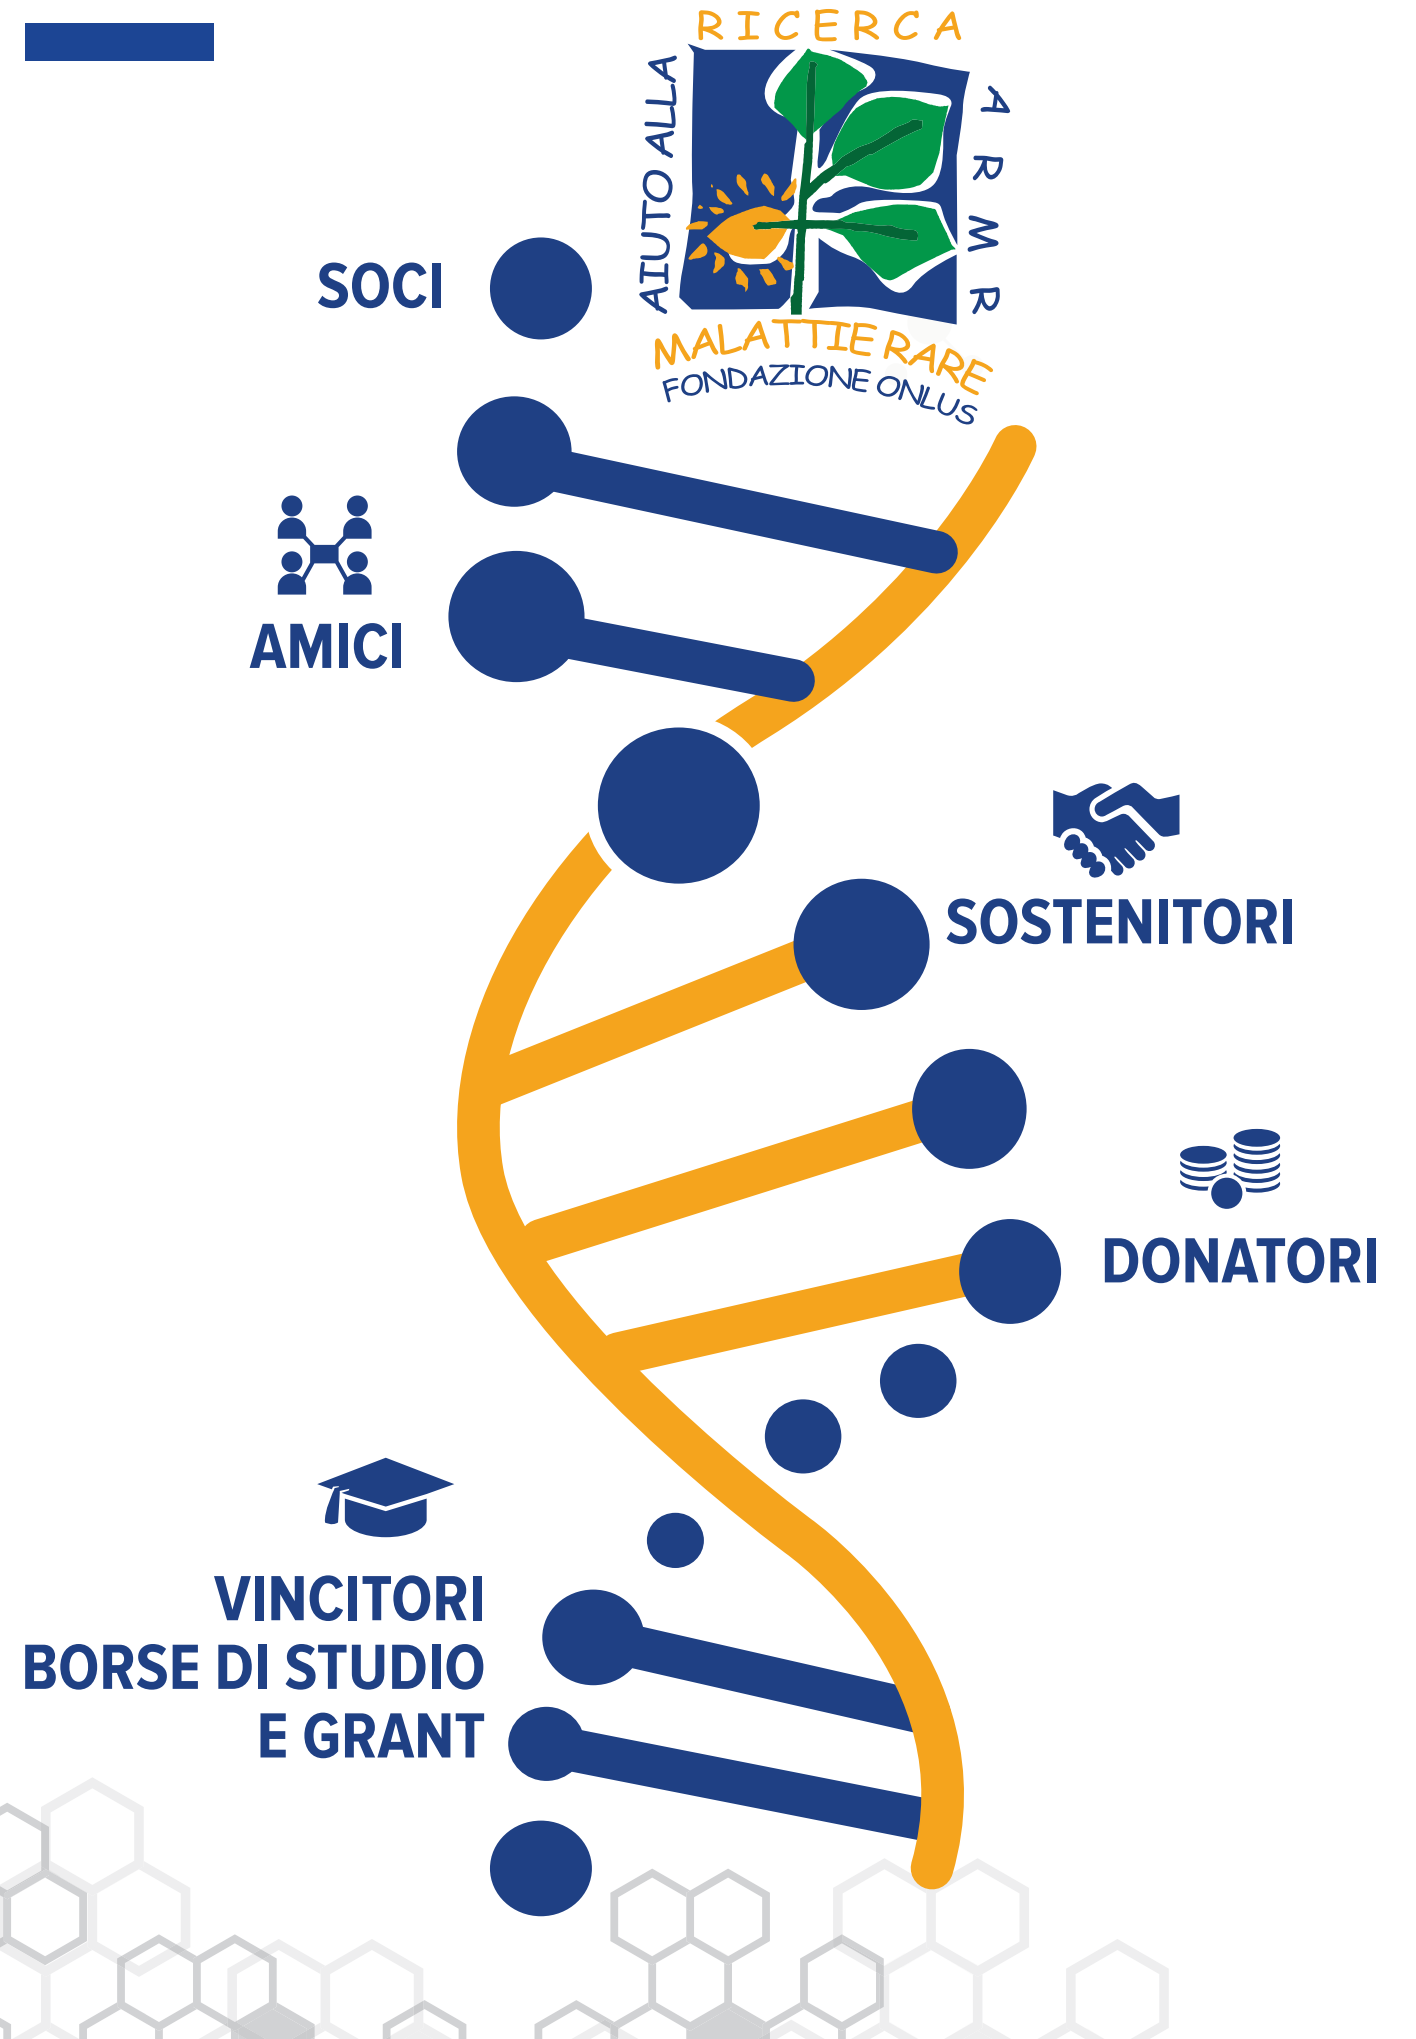 RICERCA
AIUTO ALLA
ARMR
MALATTIE RARE
FONDAZIONE ONLUS
SOCI
AMICI
SOSTENITORI
DONATORI
VINCITORI
BORSE DI STUDIO
E GRANT